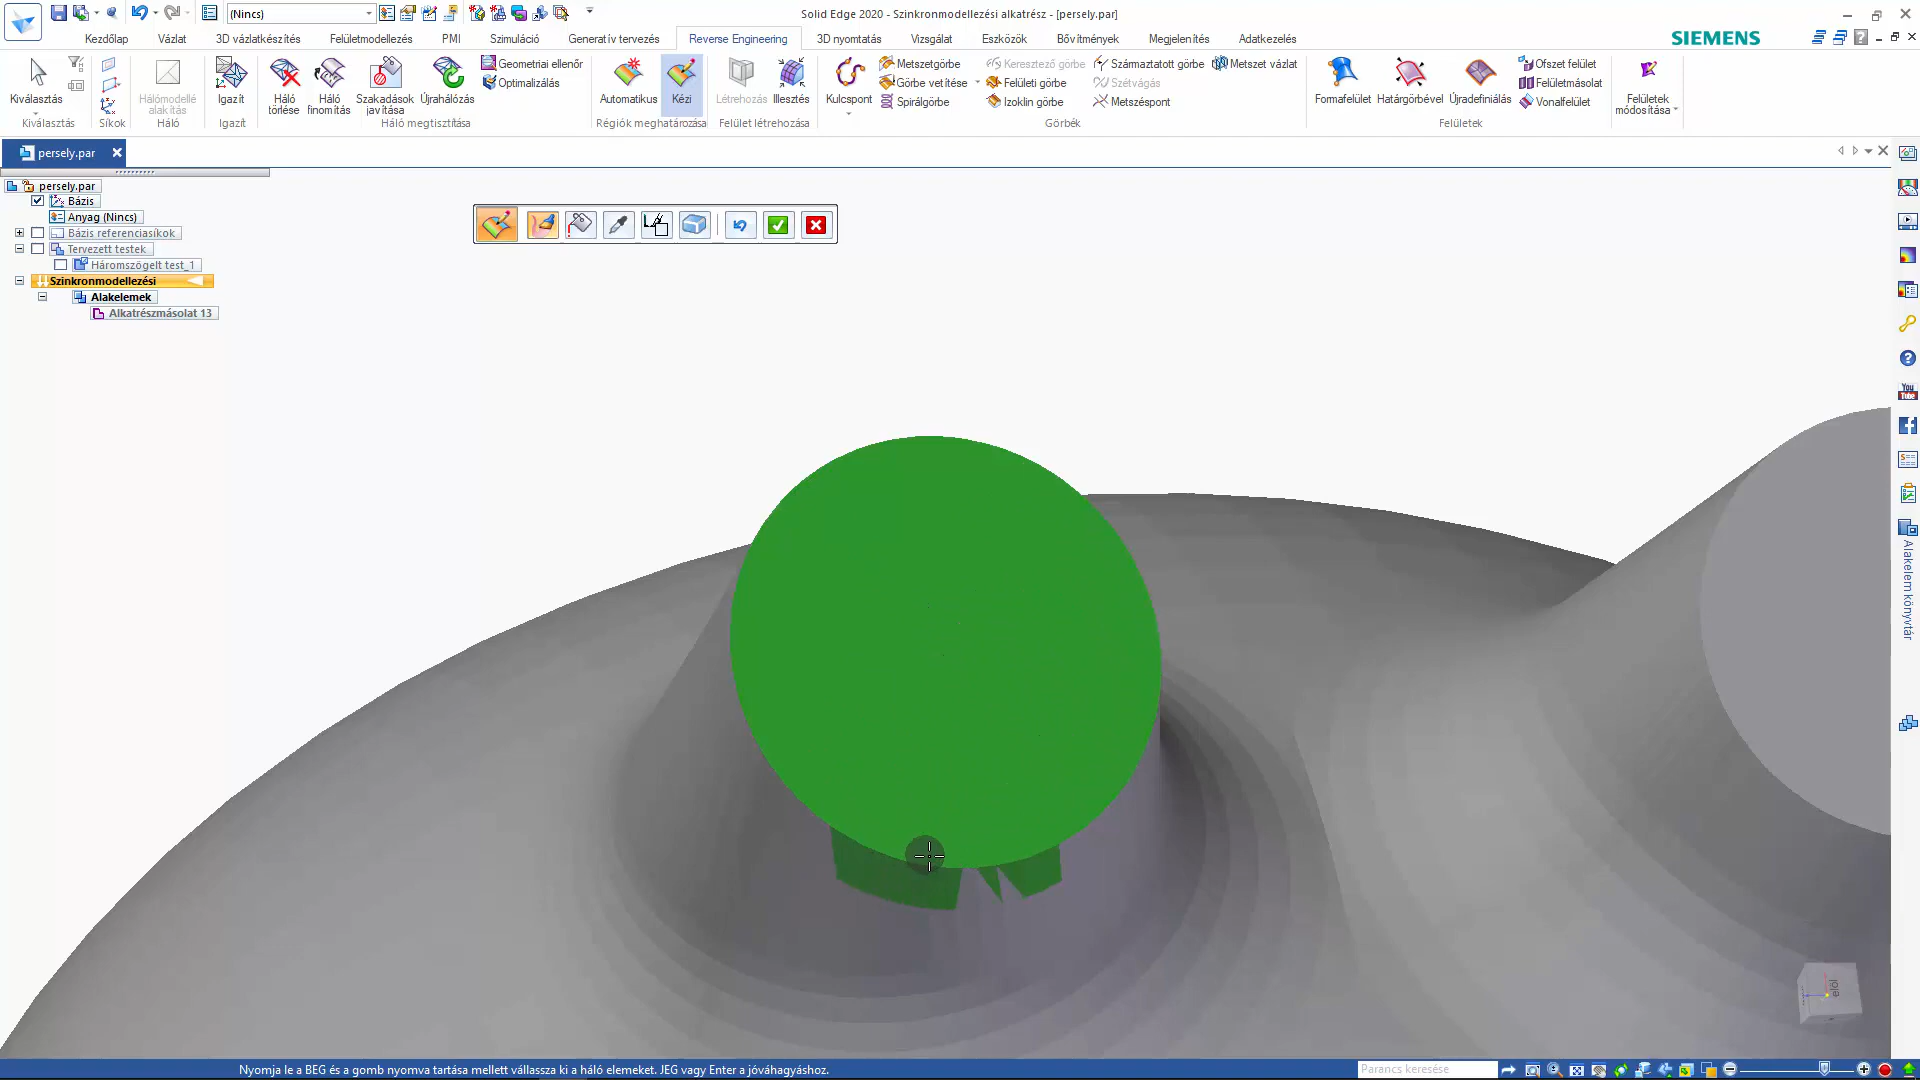 (Nincs)
Solid Edge 2020 - Szinkronmodellezési alkatrész - [persely.par]
Kezdőlap Vázlat 3D vázlatkészítés Felületmodellezés PMI Szimuláció Generatív tervezés Reverse Engineering 3D nyomtatás Vizsgálat Eszközök Bővítmények Megjelenítés Adatkezelés
SIEMENS
Kiválasztás
Kiválasztás
Síkok
Hálómodellé alakítás
Háló
Igazít
Igazít
Háló törlése
Háló finomítás
Szakadások javítása
Újrahálózás
Geometriai ellenőr
Optimalizálás
Háló megtisztítása
Automatikus
Kézi
Régiók meghatározása
Létrehozás
Illesztés
Felület létrehozása
Kulcspont
Metszetgörbe
Görbe vetítése
Spirálgörbe
Keresztező görbe
Felületi görbe
Izoklin görbe
Származtatott görbe
Szétvágás
Metszéspont
Metszet vázlat
Görbék
Formafelület
Határgörbével
Újradefiniálás
Ofszet felület
Felületmásolat
Vonalfelület
Felületek
Felületek módosítása
persely.par
persely.par
Bázis
Anyag (Nincs)
Bázis referenciasíkok
Tervezett testek
Háromszögelt test_1
Szinkronmodellezési
Alakelemek
Alkatrészmásolat 13
You
Tube
Alakelem könyvtár
elöl
Nyomja le a BEG és a gomb nyomva tartása mellett vállassza ki a háló elemeket. JEG vagy Enter a jóváhagyáshoz.
Parancs keresése